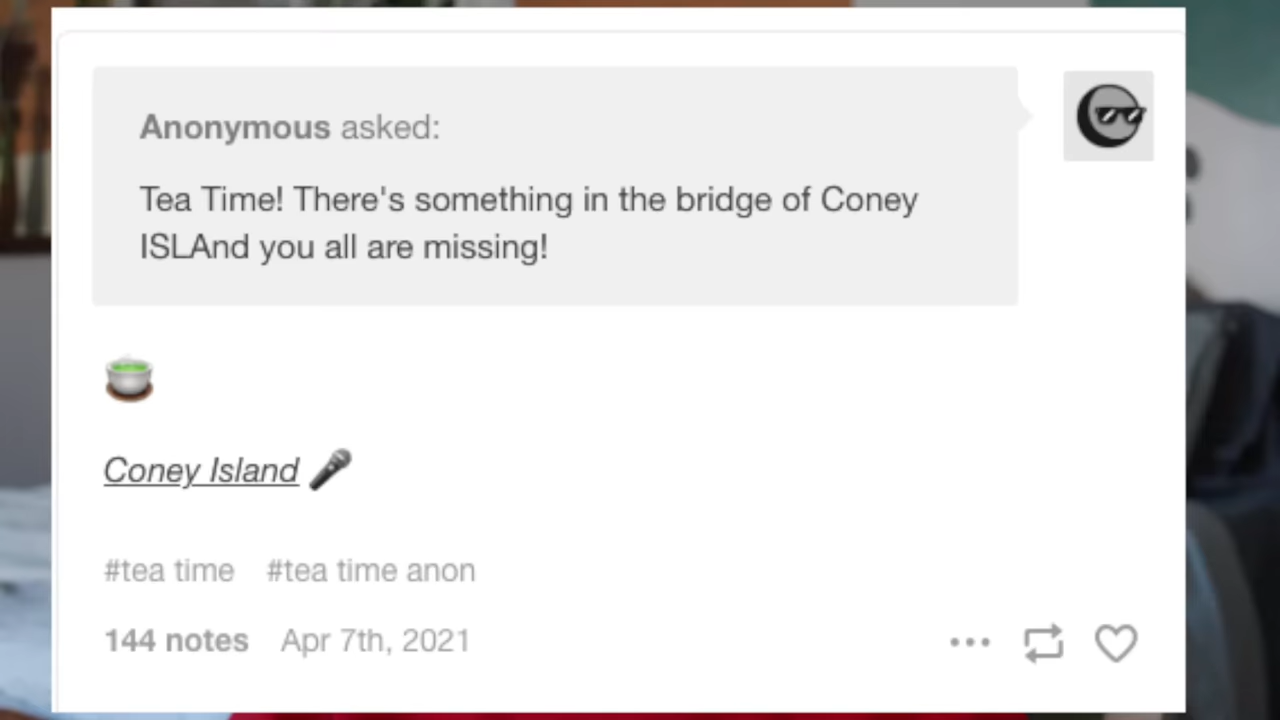 Anonymous asked:
Tea Time! There's something in the bridge of Coney
ISLAnd you all are missing!
Coney Island
#tea time #tea time anon
144 notes Apr 7th, 2021